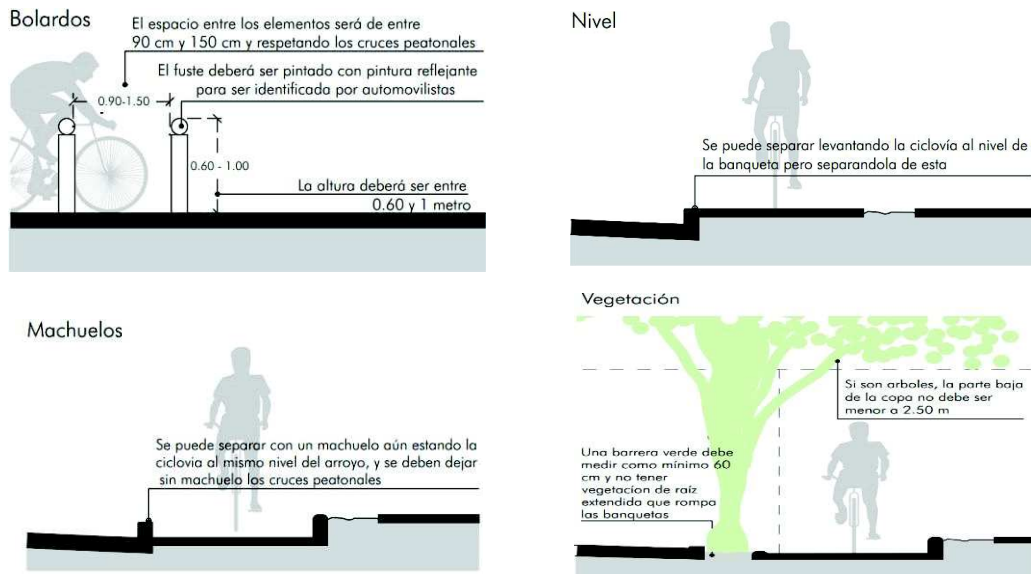 Bolardos
El espacio entre los elementos será de entre
90 cm y 150 cm y respetando los cruces peatonales
El fuste deberá ser pintado con pintura reflejante
para ser identificada por automovilistas
0.90-1.50
0.60 - 1.00
La altura deberá ser entre
0.60 y 1 metro
Nivel
Se puede separar levantando la ciclovía al nivel de
la banqueta pero separandola de esta
Machuelos
Se puede separar con un machuelo aún estando la
ciclovia al mismo nivel del arroyo, y se deben dejar
sin machuelo los cruces peatonales
Vegetación
Si son arboles, la parte baja
de la copa no debe ser
menor a 2.50 m
Una barrera verde debe
medir como mínimo 60
cm y no tener
vegetacíon de raíz
extendida que rompa
las banquetas